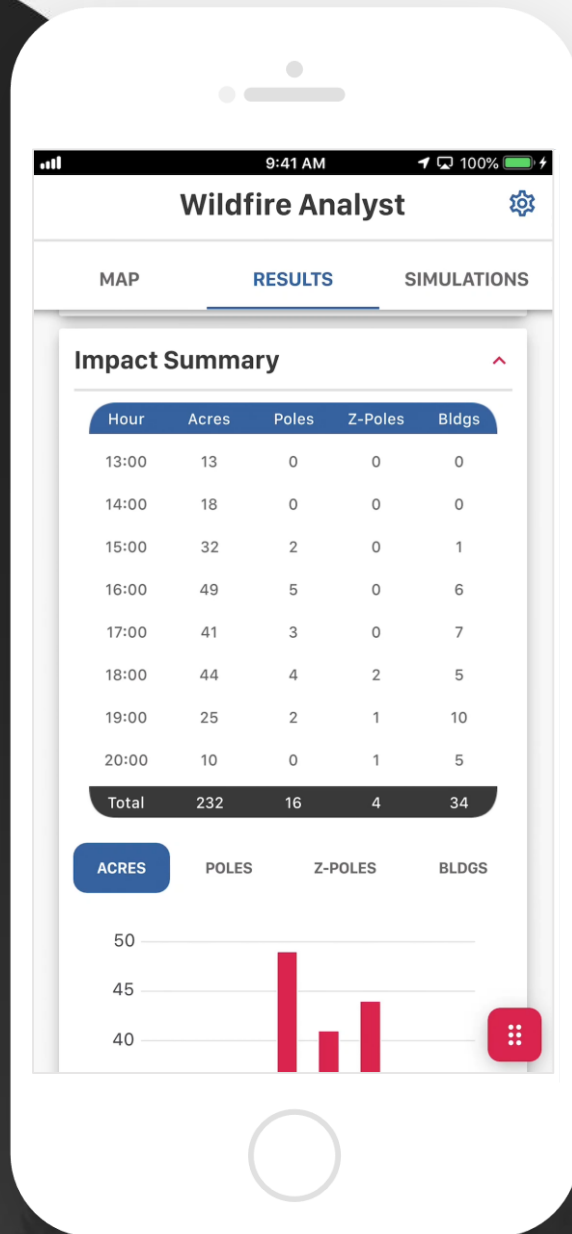 9:41 AM 100%
Wildfire Analyst
MAP RESULTS SIMULATIONS
Impact Summary
Hour Acres Poles Z-Poles Bldgs
13:00 13 0 0 0
14:00 18 0 0 0
15:00 32 2 0 1
16:00 49 5 0 6
17:00 41 3 0 7
18:00 44 4 2 5
19:00 25 2 1 10
20:00 10 0 1 5
Total 232 16 4 34
ACRES POLES Z-POLES BLDGS
50
45
40